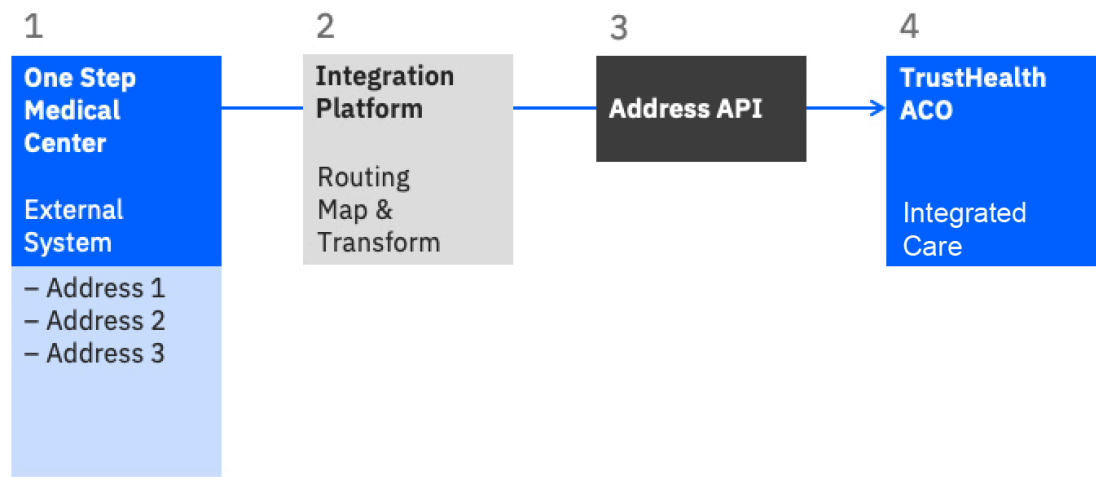 1
One Step
Medical
Center
External
System
– Address 1
– Address 2
– Address 3
2
Integration
Platform
Routing
Map &
Transform
3
Address API
4
TrustHealth
ACO
Integrated
Care